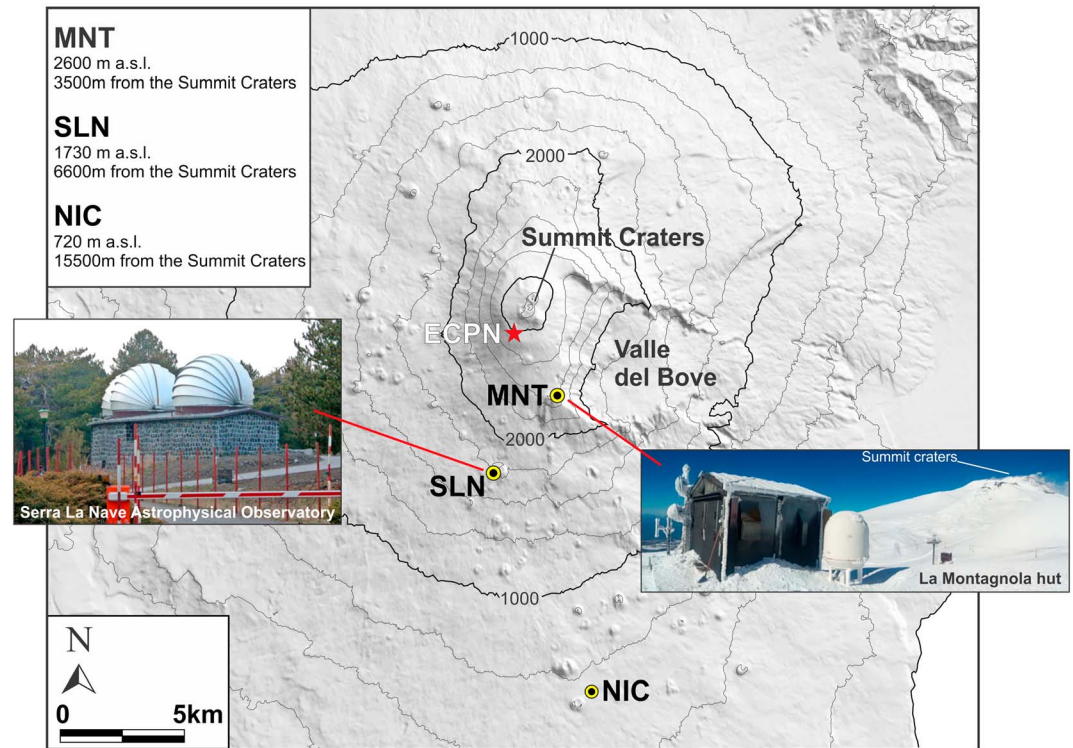 MNT
2600 m a.s.l.
3500m from the Summit Craters
SLN
1730 m a.s.l.
6600m from the Summit Craters
NIC
720 m a.s.l.
15500m from the Summit Craters
1000
2000
Summit Craters
ECPN
Valle
del Bove
MNT
2000
SLN
Serra La Nave Astrophysical Observatory
Summit craters
La Montagnola hut
1000
NIC
N
0 5km